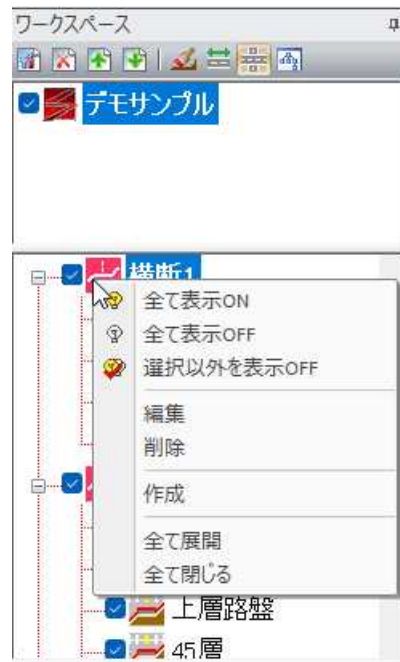 ワークスペース
デモサンプル
横断1
全て表示ON
全て表示OFF
選択以外を表示OFF
編集
削除
作成
全て展開
全て閉じる
上層路盤
45層